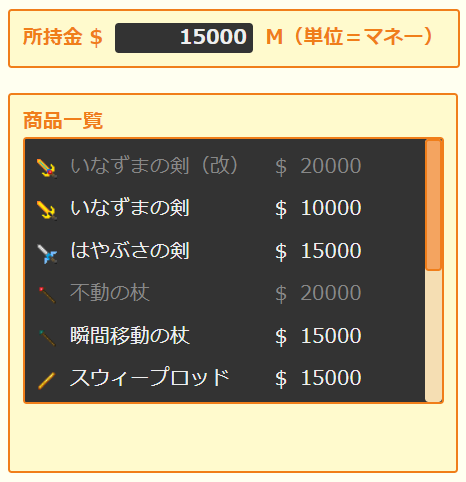 所持金 $ 15000 M（単位＝マネー）
商品一覧
いなずまの剣（改） $ 20000
いなずまの剣 $ 10000
はやぶさの剣 $ 15000
不動の杖 $ 20000
瞬間移動の杖 $ 15000
スウィープロッド $ 15000